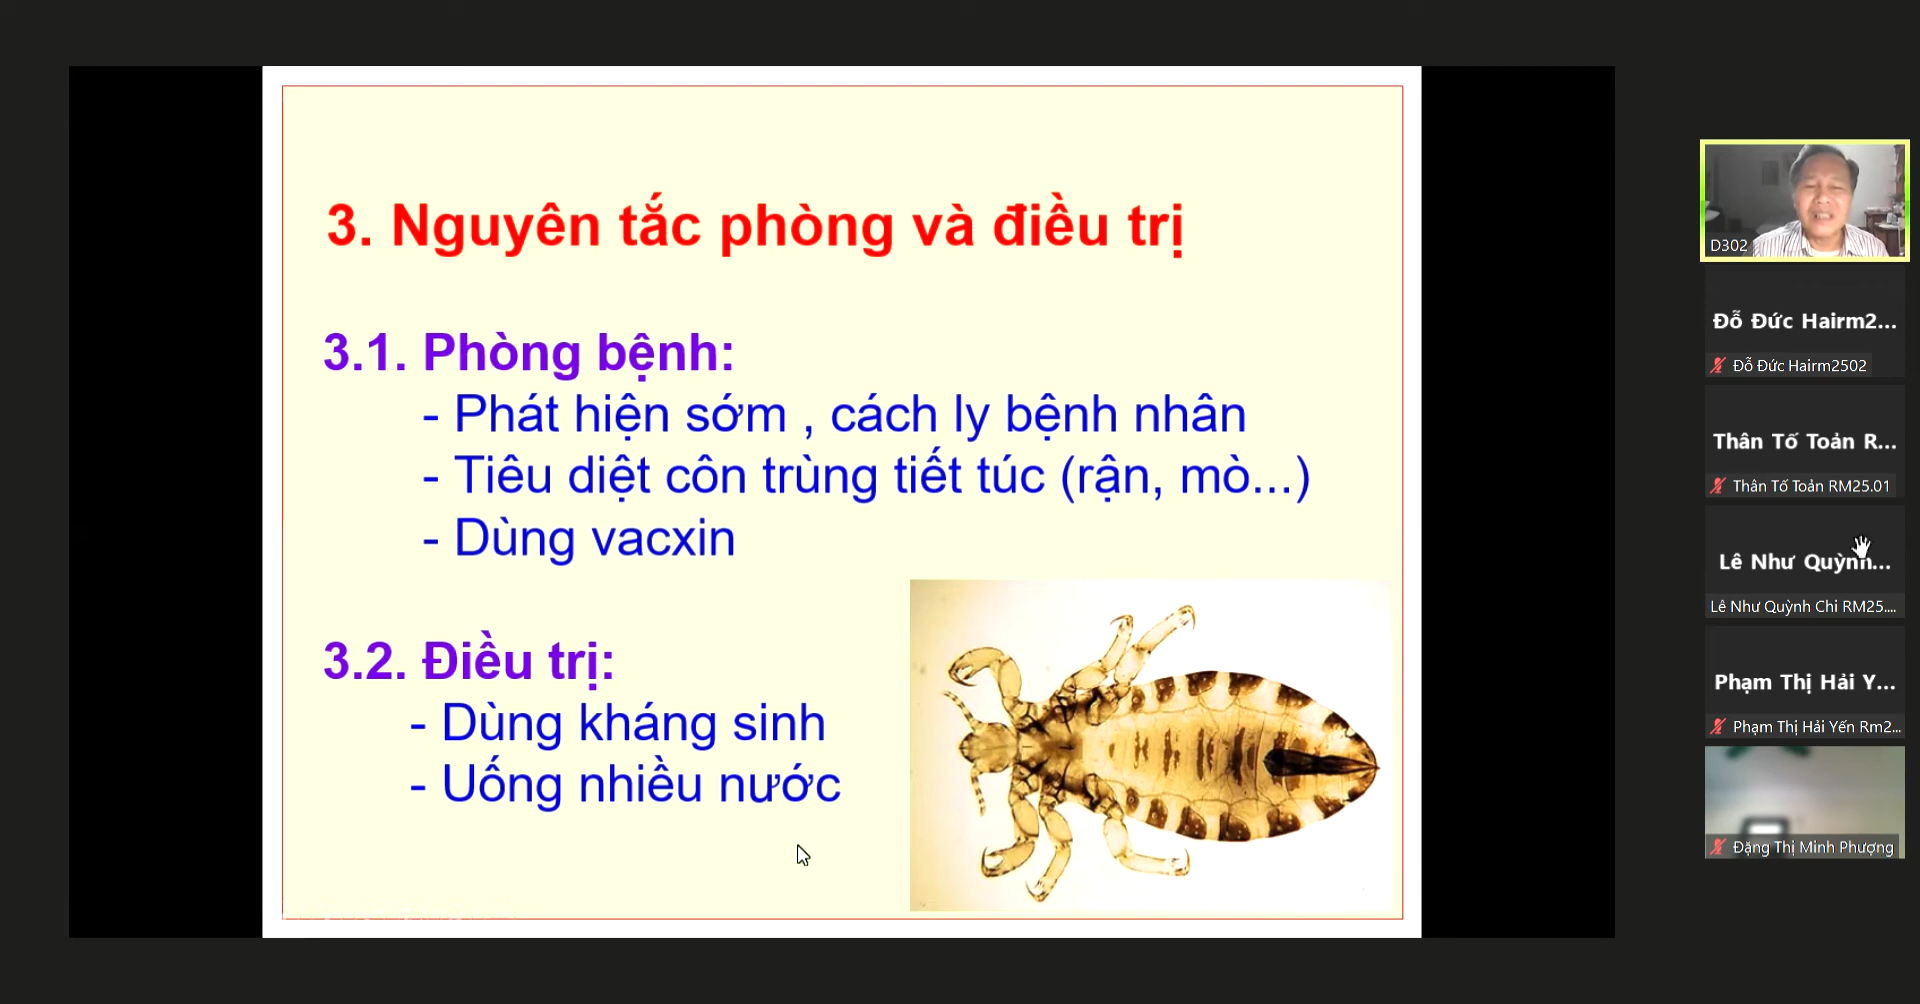 3. Nguyên tắc phòng và điều trị
3.1. Phòng bệnh:
- Phát hiện sớm , cách ly bệnh nhân
- Tiêu diệt côn trùng tiết túc (rận, mò...)
- Dùng vacxin
3.2. Điều trị:
- Dùng kháng sinh
- Uống nhiều nước
D302
Đỗ Đức Hairm2...
Đỗ Đức Hairm2502
Thân Tố Toản R...
Thân Tố Toản RM25.01
Lê Như Quỳnh...
Lê Như Quỳnh Chi RM25....
Phạm Thị Hải Y...
Phạm Thị Hải Yến Rm2...
Đặng Thị Minh Phượng